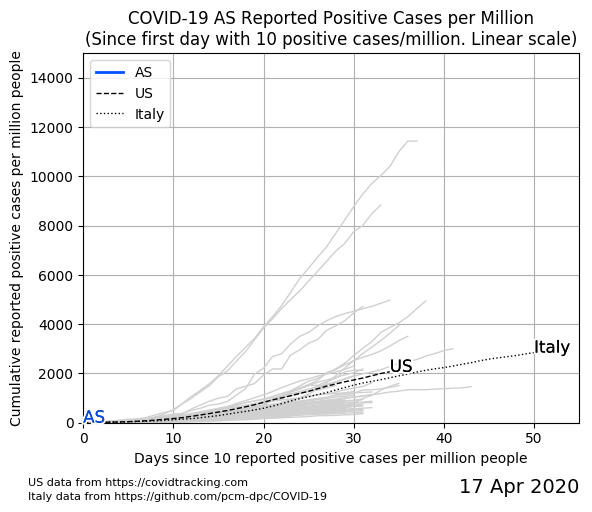 COVID-19 AS Reported Positive Cases per Million
(Since first day with 10 positive cases/million. Linear scale)
Cumulative reported positive cases per million people
14000
12000
10000
8000
6000
4000
2000
0
AS
US
Italy
AS
US
Italy
0
10
20
30
40
50
Days since 10 reported positive cases per million people
US data from https://covidtracking.com
Italy data from https://github.com/pcm-dpc/COVID-19
17 Apr 2020